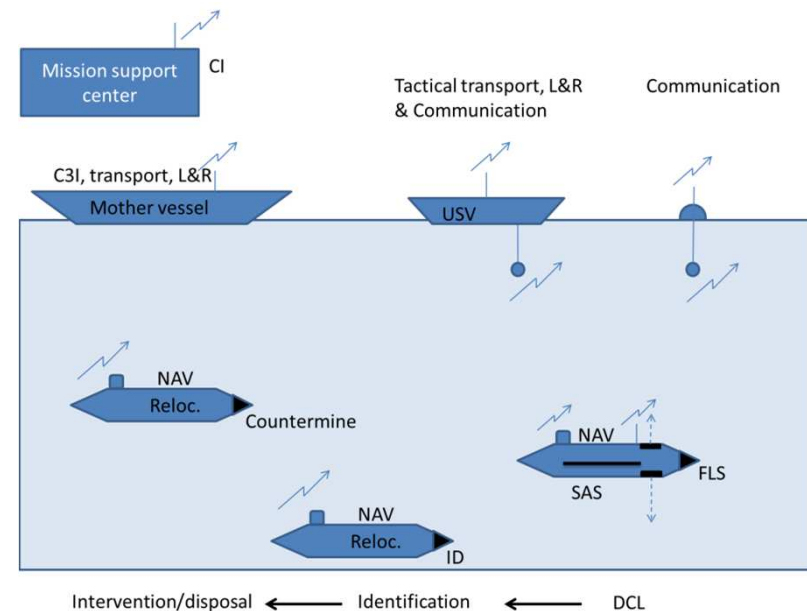 Mission support
center
CI
Tactical transport, L&R
& Communication
Communication
C3I, transport, L&R
Mother vessel
USV
NAV
Reloc.
Countermine
NAV
SAS
FLS
NAV
Reloc.
ID
Intervention/disposal
Identification
DCL